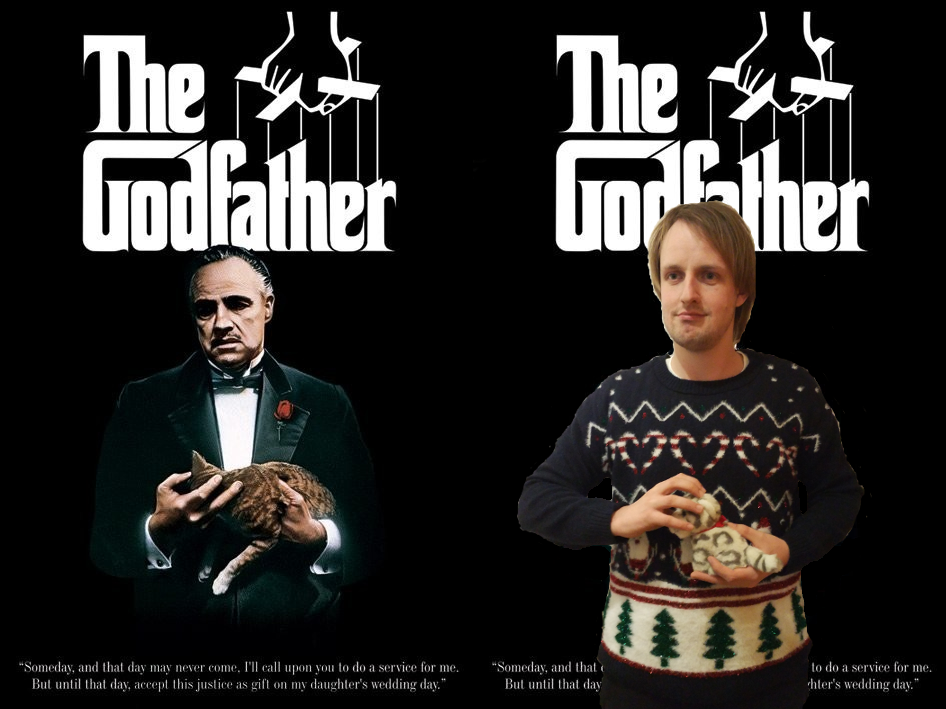 The
Godfather
“Someday, and that day may never come, I'll call upon you to do a service for me.
But until that day, accept this justice as gift on my daughter's wedding day.”
The
Godfather
“Someday, and that to do a service for me.
But until that day ghter's wedding day.”